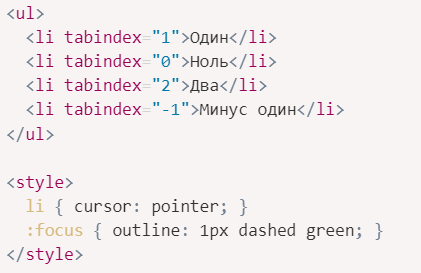 <ul>
  <li tabindex="1">Один</li>
  <li tabindex="0">Ноль</li>
  <li tabindex="2">Два</li>
  <li tabindex="-1">Минус один</li>
</ul>

<style>
  li { cursor: pointer; }
  :focus { outline: 1px dashed green; }
</style>